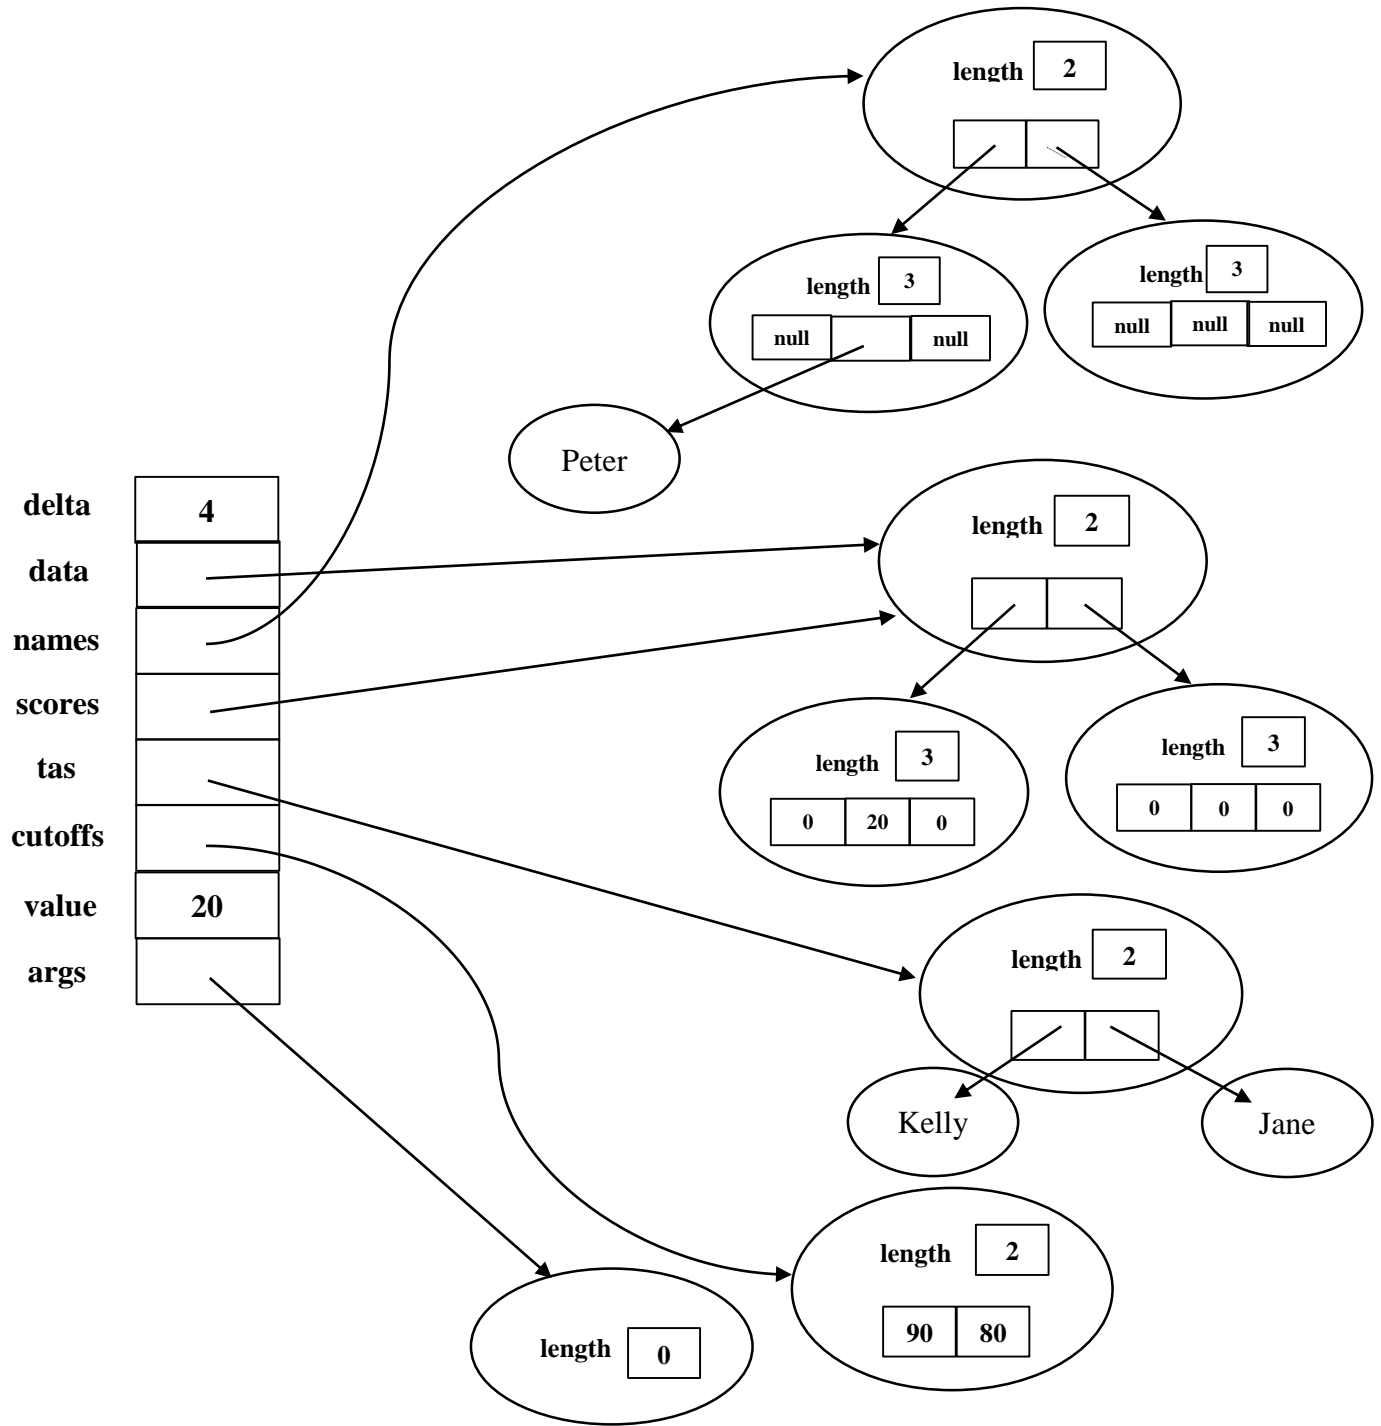 length 2
length 3
length 3
null null
null null null
Peter
delta 4
data
names
scores
tas
cutoffs
value 20
args
length 2
length 3
length 3
0 20 0
0 0 0
length 2
Kelly
Jane
length 2
90 80
length 0